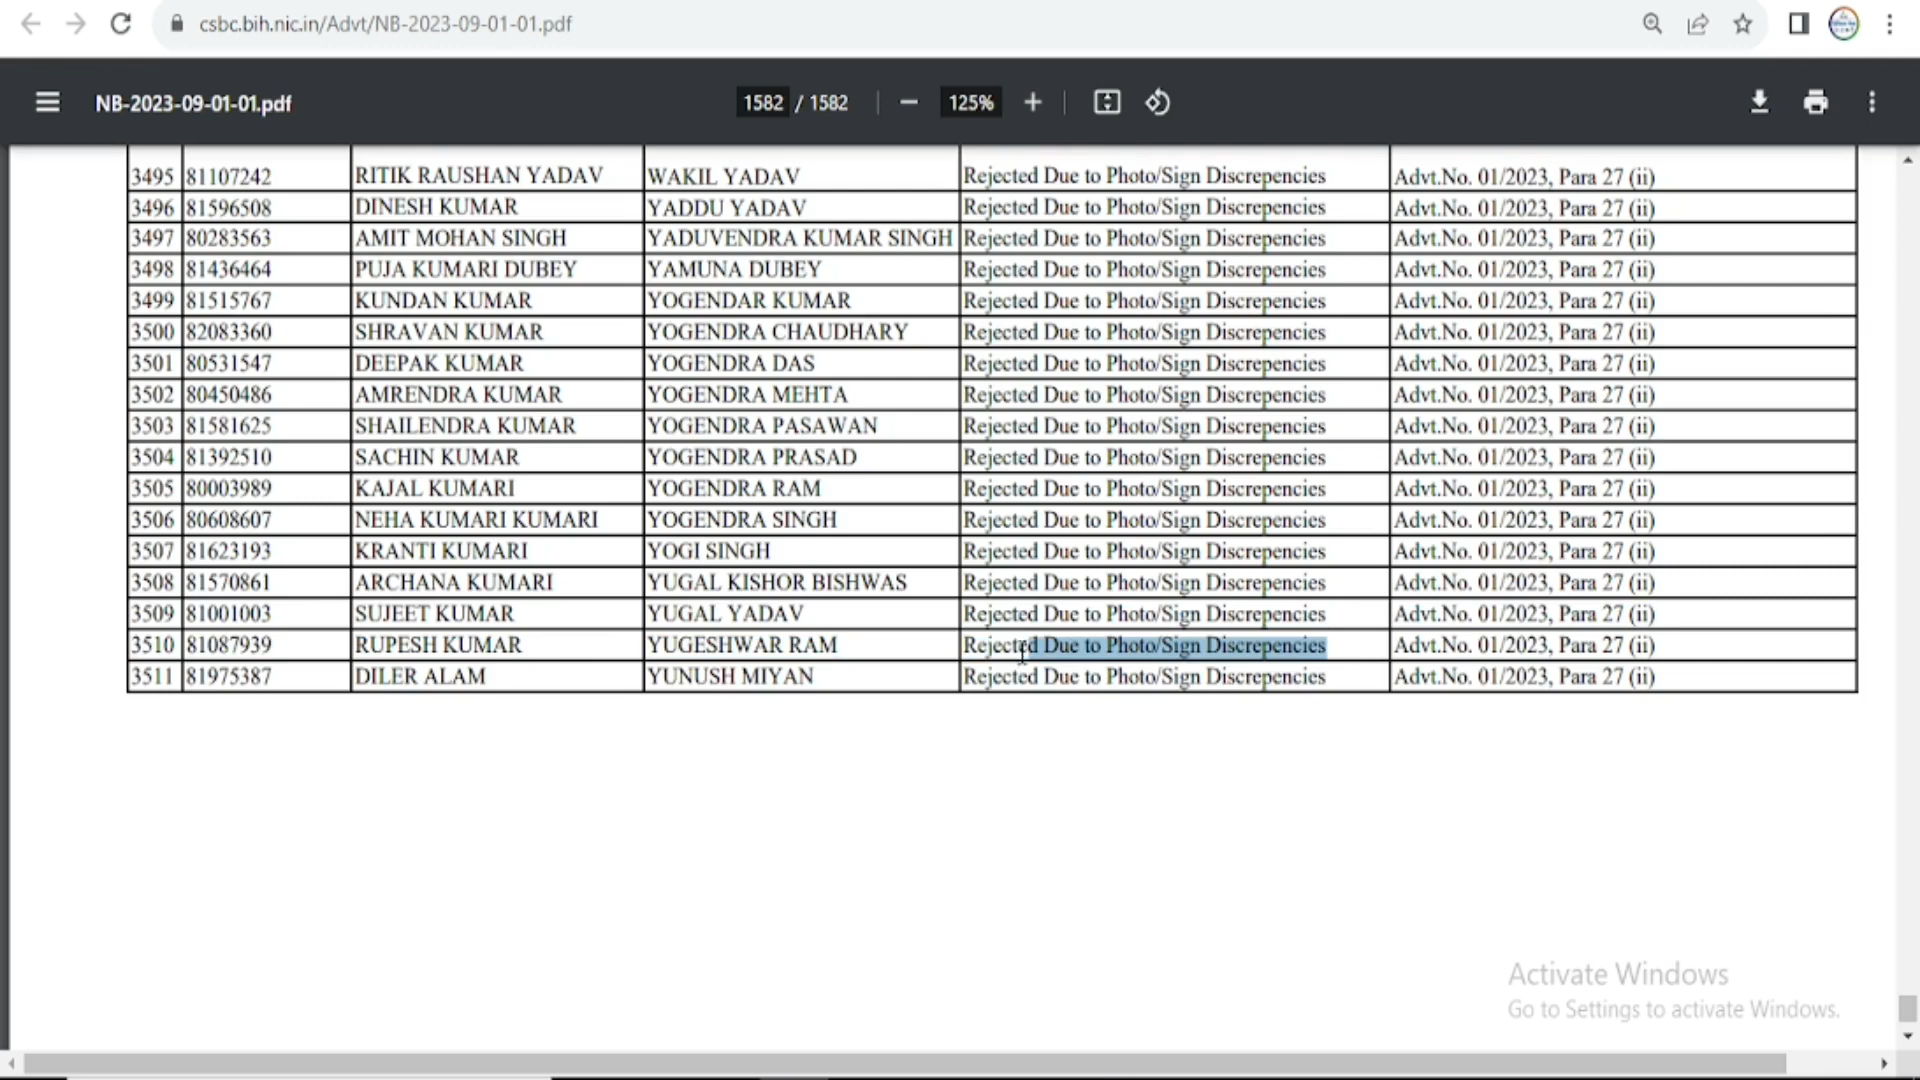 csbc.bih.nic.in/Advt/NB-2023-09-01-01.pdf
NB-2023-09-01-01.pdf 1582 / 1582 125%
3495 81107242 RITIK RAUSHAN YADAV WAKIL YADAV Rejected Due to Photo/Sign Discrepencies Advt.No. 01/2023, Para 27 (ii)
3496 81596508 DINESH KUMAR YADDU YADAV Rejected Due to Photo/Sign Discrepencies Advt.No. 01/2023, Para 27 (ii)
3497 80283563 AMIT MOHAN SINGH YADUVENDRA KUMAR SINGH Rejected Due to Photo/Sign Discrepencies Advt.No. 01/2023, Para 27 (ii)
3498 81436464 PUJA KUMARI DUBEY YAMUNA DUBEY Rejected Due to Photo/Sign Discrepencies Advt.No. 01/2023, Para 27 (ii)
3499 81515767 KUNDAN KUMAR YOGENDAR KUMAR Rejected Due to Photo/Sign Discrepencies Advt.No. 01/2023, Para 27 (ii)
3500 82083360 SHRAVAN KUMAR YOGENDRA CHAUDHARY Rejected Due to Photo/Sign Discrepencies Advt.No. 01/2023, Para 27 (ii)
3501 80531547 DEEPAK KUMAR YOGENDRA DAS Rejected Due to Photo/Sign Discrepencies Advt.No. 01/2023, Para 27 (ii)
3502 80450486 AMRENDRA KUMAR YOGENDRA MEHTA Rejected Due to Photo/Sign Discrepencies Advt.No. 01/2023, Para 27 (ii)
3503 81581625 SHAILENDRA KUMAR YOGENDRA PASAWAN Rejected Due to Photo/Sign Discrepencies Advt.No. 01/2023, Para 27 (ii)
3504 81392510 SACHIN KUMAR YOGENDRA PRASAD Rejected Due to Photo/Sign Discrepencies Advt.No. 01/2023, Para 27 (ii)
3505 80003989 KAJAL KUMARI YOGENDRA RAM Rejected Due to Photo/Sign Discrepencies Advt.No. 01/2023, Para 27 (ii)
3506 80608607 NEHA KUMARI KUMARI YOGENDRA SINGH Rejected Due to Photo/Sign Discrepencies Advt.No. 01/2023, Para 27 (ii)
3507 81623193 KRANTI KUMARI YOGI SINGH Rejected Due to Photo/Sign Discrepencies Advt.No. 01/2023, Para 27 (ii)
3508 81570861 ARCHANA KUMARI YUGAL KISHOR BISHWAS Rejected Due to Photo/Sign Discrepencies Advt.No. 01/2023, Para 27 (ii)
3509 81001003 SUJEET KUMAR YUGAL YADAV Rejected Due to Photo/Sign Discrepencies Advt.No. 01/2023, Para 27 (ii)
3510 81087939 RUPESH KUMAR YUGESHWAR RAM Rejected Due to Photo/Sign Discrepencies Advt.No. 01/2023, Para 27 (ii)
3511 81975387 DILER ALAM YUNUSH MIYAN Rejected Due to Photo/Sign Discrepencies Advt.No. 01/2023, Para 27 (ii)
Activate Windows
Go to Settings to activate Windows.